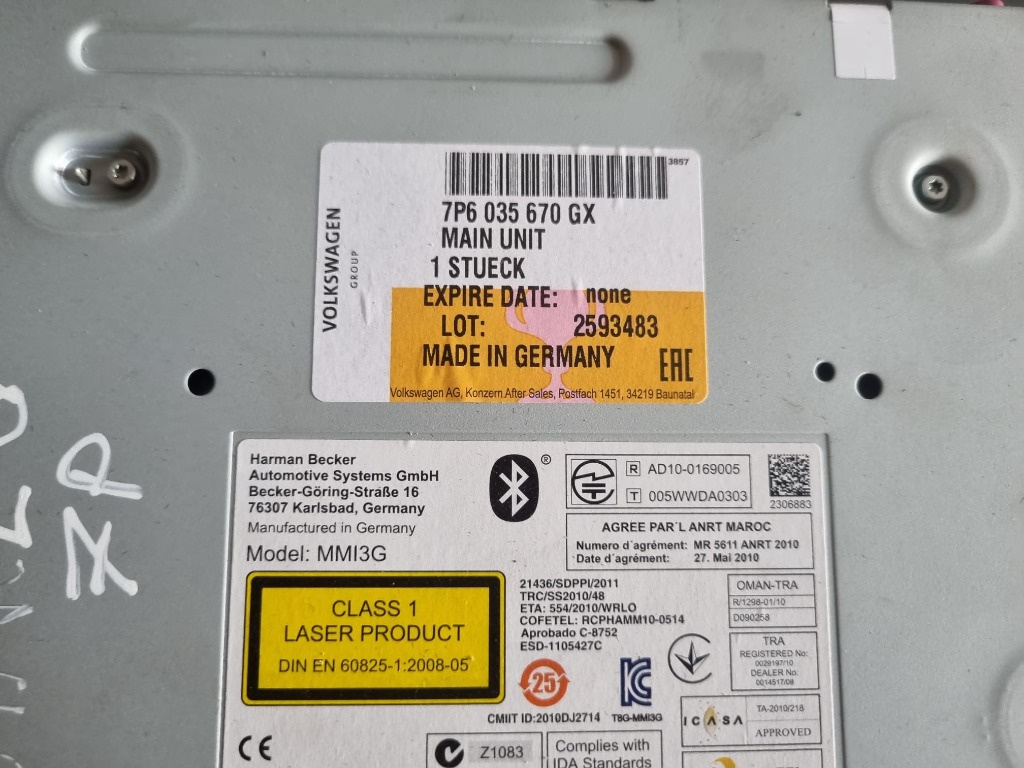 3857
7P6 035 670 GX
MAIN UNIT
1 STUECK
EXPIRE DATE: none
LOT: 2593483
MADE IN GERMANY
EAC
Volkswagen AG, Konzern After Sales, Postfach 1451, 34219 Baunatal
VOLKSWAGEN
GROUP
ZP
Harman Becker
Automotive Systems GmbH
Becker-Göring-Straße 16
76307 Karlsbad, Germany
Manufactured in Germany
Model: MMI3G
®
R AD10-0169005
T 005WWDA0303
2306883
AGREE PAR´L ANRT MAROC
Numero d´agrément: MR 5611 ANRT 2010
Date d´agrément: 27. Mai 2010
CLASS 1
LASER PRODUCT
DIN EN 60825-1:2008-05
21436/SDPPI/2011
TRC/SS2010/48
ETA: 554/2010/WRLO
COFETEL: RCPHAMM10-0514
Aprobado C-8752
ESD-1105427C
OMAN-TRA
R/1298-01/10
D090258
TRA
REGISTERED No:
0029197/10
DEALER No:
0014517/08
25
CMIIT ID:2010DJ2714
T8G-MMI3G
ICASA
TA-2010/218
APPROVED
CE
Z1083
Complies with
IDA Standards